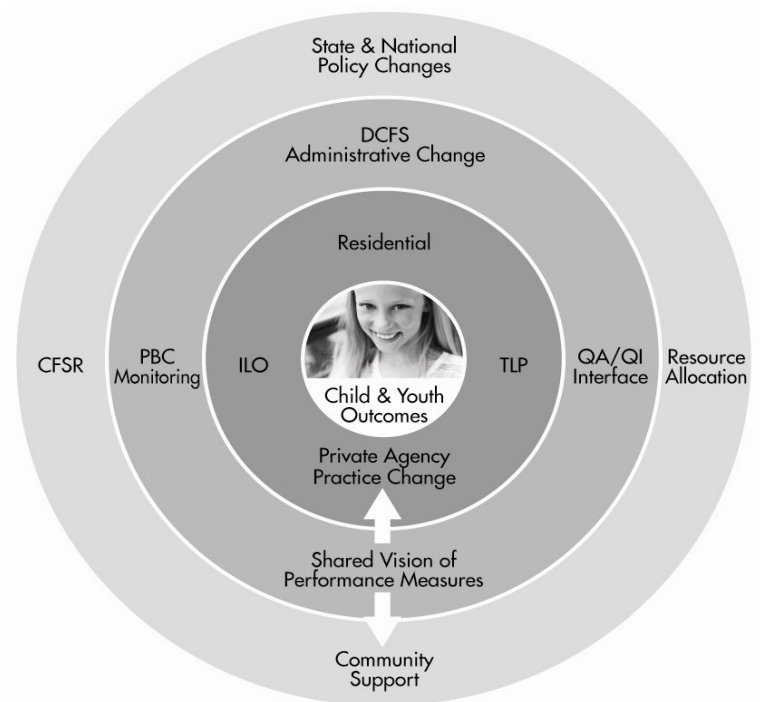 State & National
Policy Changes
DCFS
Administrative Change
Residential
CFSR
PBC
Monitoring
ILO
Child & Youth
Outcomes
TLP
QA/QI
Interface
Resource
Allocation
Private Agency
Practice Change
Shared Vision of
Performance Measures
Community
Support